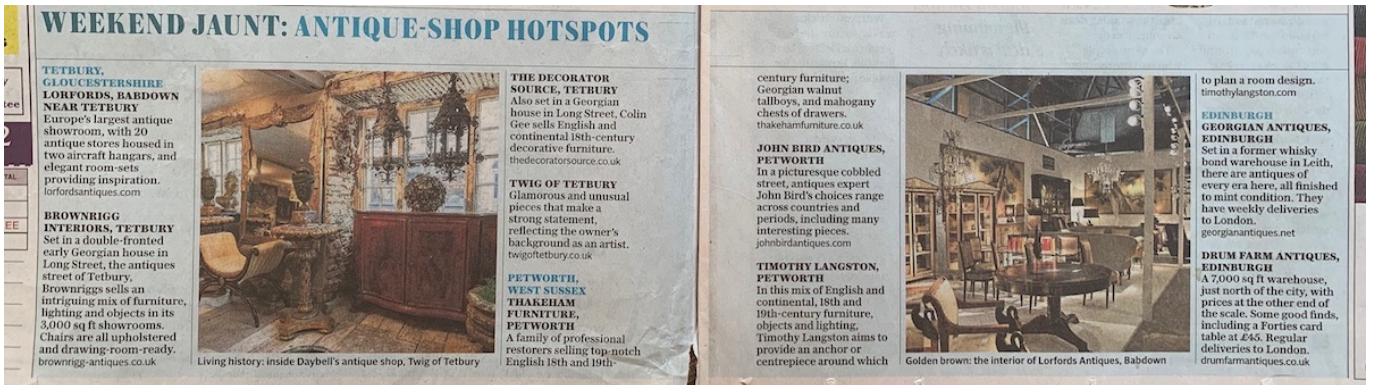 WEEKEND JAUNT: ANTIQUE-SHOP HOTSPOTS
TETBURY,
GLOUCESTERSHIRE
LORFORDS, BABDOWN
NEAR TETBURY
Europe's largest antique
showroom, with 20
antique stores housed in
two aircraft hangars, and
elegant room-sets
providing inspiration.
lorfordsantiques.com
BROWNRIGG
INTERIORS, TETBURY
Set in a double-fronted
early Georgian house in
Long Street, the antiques
street of Tetbury,
Brownriggs sells an
intriguing mix of furniture,
lighting and objects in its
3,000 sq ft showrooms.
Chairs are all upholstered
and drawing-room-ready.
brownrigg-antiques.co.uk
Living history: inside Daybell's antique shop, Twig of Tetbury
THE DECORATOR
SOURCE, TETBURY
Also set in a Georgian
house in Long Street, Colin
Gee sells English and
continental 18th-century
decorative furniture.
thedecoratorsource.co.uk
TWIG OF TETBURY
Glamorous and unusual
pieces that make a
strong statement,
reflecting the owner's
background as an artist.
twigoftetbury.co.uk
PETWORTH,
WEST SUSSEX
THAKEHAM
FURNITURE,
PETWORTH
A family of professional
restorers selling top-notch
English 18th and 19th-
century furniture;
Georgian walnut
tallboys, and mahogany
chests of drawers.
thakehamfurniture.co.uk
JOHN BIRD ANTIQUES,
PETWORTH
In a picturesque cobbled
street, antiques expert
John Bird's choices range
across countries and
periods, including many
interesting pieces.
johnbirdantiques.com
TIMOTHY LANGSTON,
PETWORTH
In this mix of English and
continental, 18th and
19th-century furniture,
objects and lighting,
Timothy Langston aims to
provide an anchor or
centrepiece around which
Golden brown: the interior of Lorfords Antiques, Babdown
to plan a room design.
timothylangston.com
EDINBURGH
GEORGIAN ANTIQUES,
EDINBURGH
Set in a former whisky
bond warehouse in Leith,
there are antiques of
every era here, all finished
to mint condition. They
have weekly deliveries
to London.
georgianantiques.net
DRUM FARM ANTIQUES,
EDINBURGH
A 7,000 sq ft warehouse,
just north of the city, with
prices at the other end of
the scale. Some good finds,
including a Forties card
table at £45. Regular
deliveries to London.
drumfarmantiques.co.uk